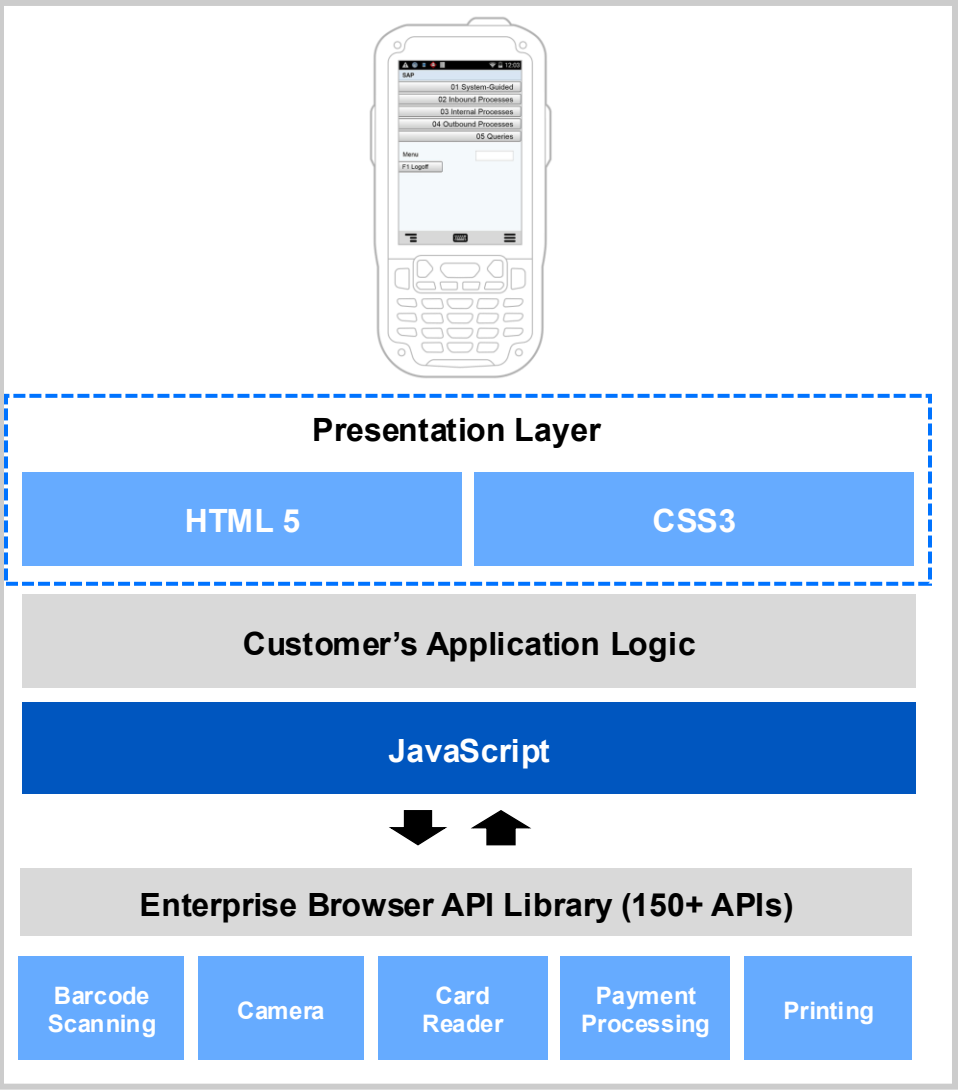 12:03
SAP
01 System-Guided
02 Inbound Processes
03 Internal Processes
04 Outbound Processes
05 Queries
Menu
F1 Logoff
Presentation Layer
HTML 5
CSS3
Customer’s Application Logic
JavaScript
Enterprise Browser API Library (150+ APIs)
Barcode
Scanning
Camera
Card
Reader
Payment
Processing
Printing